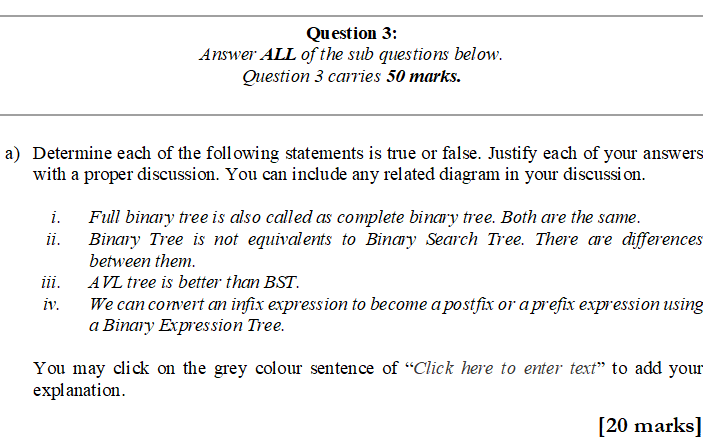 Question 3:
Answer ALL of the sub questions below.
Question 3 carries 50 marks.
a) Determine each of the following statements is true or false. Justify each of your answers
with a proper discussion. You can include any related diagram in your discussion.
i. Full binary tree is also called as complete binary tree. Both are the same.
ii. Binary Tree is not equivalents to Binary Search Tree. There are differences
between them.
iii. AVL tree is better than BST.
iv. We can convert an infix expression to become a postfix or a prefix expression using
a Binary Expression Tree.
You may click on the grey colour sentence of “Click here to enter text” to add your
explanation.
[20 marks]